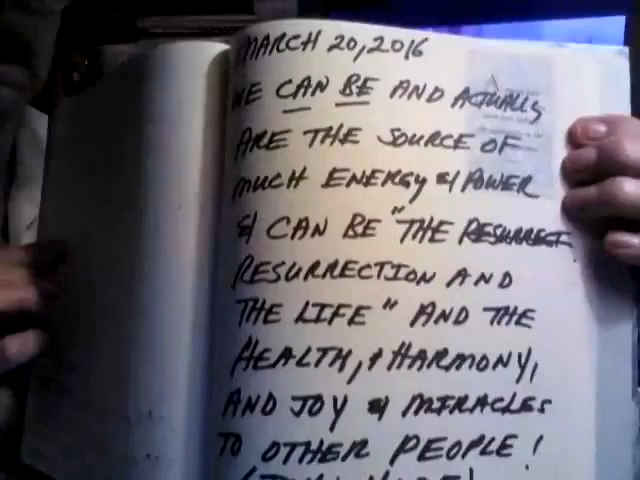 MARCH 20, 2016
WE CAN BE AND ACTUALLY
ARE THE SOURCE OF
MUCH ENERGY & POWER
& CAN BE "THE RESURRECT
RESURRECTION AND
THE LIFE" AND THE
HEALTH, & HARMONY,
AND JOY & MIRACLES
TO OTHER PEOPLE!